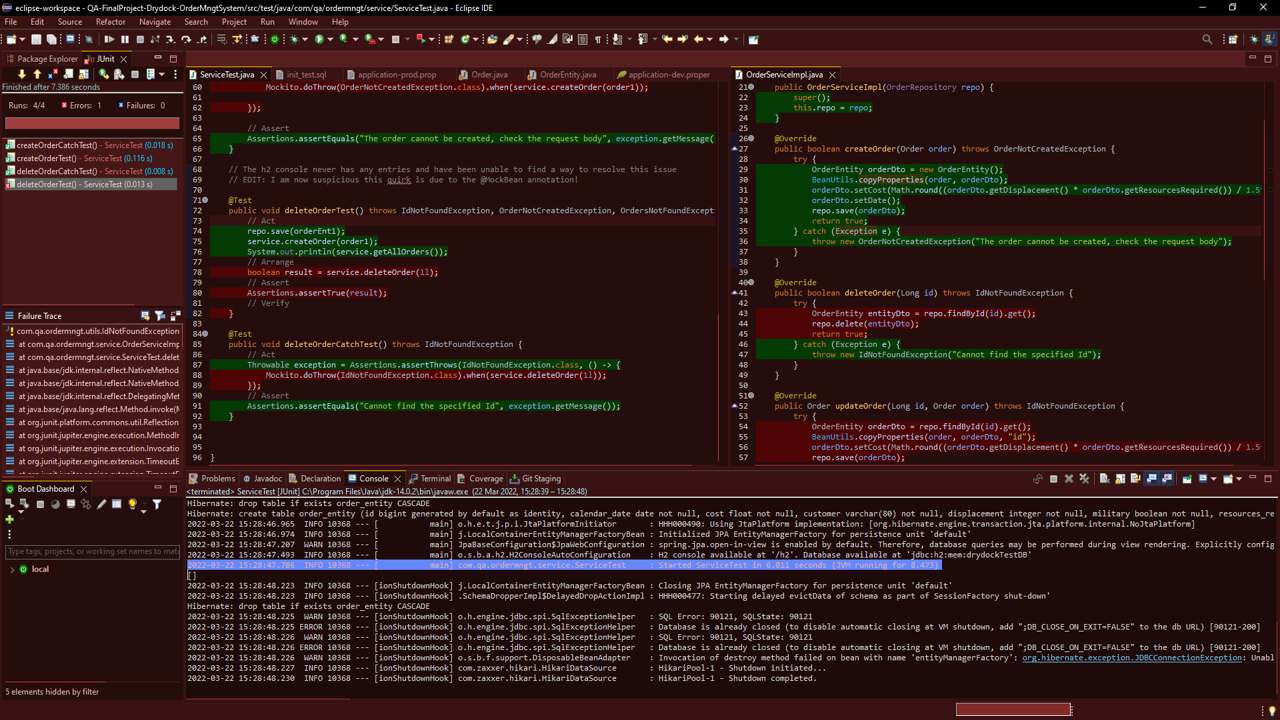 eclipse-workspace - QA-FinalProject-Drydock-OrderMngtSystem/src/test/java/com/qa/ordermngt/service/ServiceTest.java - Eclipse IDE
File Edit Source Refactor Navigate Search Project Run Window Help
Package Explorer JUnit
Finished after 7.386 seconds
Runs: 4/4 Errors: 1 Failures: 0
createOrderCatchTest() - ServiceTest (0.018 s)
createOrderTest() - ServiceTest (0.116 s)
deleteOrderCatchTest() - ServiceTest (0.008 s)
deleteOrderTest() - ServiceTest (0.013 s)
Failure Trace
com.qa.ordermngt.utils.IdNotFoundException
at com.qa.ordermngt.service.OrderServiceImpl
at com.qa.ordermngt.service.ServiceTest.delet
at java.base/jdk.internal.reflect.NativeMethod
at java.base/jdk.internal.reflect.NativeMethod
at java.base/jdk.internal.reflect.DelegatingMet
at java.base/java.lang.reflect.Method.invoke(M
at org.junit.platform.commons.util.Reflection
at org.junit.jupiter.engine.execution.MethodIn
at org.junit.jupiter.engine.execution.Invocatio
at org.junit.jupiter.engine.extension.TimeoutE
Boot Dashboard
Type tags, projects, or working set names to match
local
5 elements hidden by filter
ServiceTest.java init_test.sql application-prod.prop Order.java OrderEntity.java application-dev.proper
60 Mockito.doThrow(OrderNotCreatedException.class).when(service.createOrder(order1));
61
62 });
63
64 // Assert
65 Assertions.assertEquals("The order cannot be created, check the request body", exception.getMessage(
66 }
67
68 // The h2 console never has any entries and have been unable to find a way to resolve this issue
69 // EDIT: I am now suspicious this quirk is due to the @MockBean annotation!
70
71 @Test
72 public void deleteOrderTest() throws IdNotFoundException, OrderNotCreatedException, OrdersNotFoundExcept
73 // Act
74 repo.save(orderEnt1);
75 service.createOrder(order1);
76 System.out.println(service.getAllOrders());
77 // Arrange
78 boolean result = service.deleteOrder(1l);
79 // Assert
80 Assertions.assertTrue(result);
81 // Verify
82 }
83
84 @Test
85 public void deleteOrderCatchTest() throws IdNotFoundException {
86 // Act
87 Throwable exception = Assertions.assertThrows(IdNotFoundException.class, () -> {
88 Mockito.doThrow(IdNotFoundException.class).when(service.deleteOrder(1l));
89 });
90 // Assert
91 Assertions.assertEquals("Cannot find the specified Id", exception.getMessage());
92 }
93
94
95
96 }
OrderServiceImpl.java
21 public OrderServiceImpl(OrderRepository repo) {
22 super();
23 this.repo = repo;
24 }
25
26 @Override
27 public boolean createOrder(Order order) throws OrderNotCreatedException {
28 try {
29 OrderEntity orderDto = new OrderEntity();
30 BeanUtils.copyProperties(order, orderDto);
31 orderDto.setCost(Math.round((orderDto.getDisplacement() * orderDto.getResourcesRequired()) / 1.5
32 orderDto.setDate();
33 repo.save(orderDto);
34 return true;
35 } catch (Exception e) {
36 throw new OrderNotCreatedException("The order cannot be created, check the request body");
37 }
38 }
39
40 @Override
41 public boolean deleteOrder(Long id) throws IdNotFoundException {
42 try {
43 OrderEntity entityDto = repo.findById(id).get();
44 repo.delete(entityDto);
45 return true;
46 } catch (Exception e) {
47 throw new IdNotFoundException("Cannot find the specified Id");
48 }
49 }
50
51 @Override
52 public Order updateOrder(Long id, Order order) throws IdNotFoundException {
53 try {
54 OrderEntity orderDto = repo.findById(id).get();
55 BeanUtils.copyProperties(order, orderDto, "id");
56 orderDto.setCost(Math.round((orderDto.getDisplacement() * orderDto.getResourcesRequired()) / 1.5
57 repo.save(orderDto);
Problems Javadoc Declaration Console Terminal Coverage Git Staging
<terminated> ServiceTest [JUnit] C:\Program Files\Java\jdk-14.0.2\bin\javaw.exe (22 Mar 2022, 15:28:39 – 15:28:48)
Hibernate: drop table if exists order_entity CASCADE
Hibernate: create table order_entity (id bigint generated by default as identity, calendar_date date not null, cost float not null, customer varchar(80) not null, displacement integer not null, military boolean not null, resources_re
2022-03-22 15:28:46.965 INFO 10368 --- [ main] o.h.e.t.j.p.i.JtaPlatformInitiator : HHH000490: Using JtaPlatform implementation: [org.hibernate.engine.transaction.jta.platform.internal.NoJtaPlatform]
2022-03-22 15:28:46.974 INFO 10368 --- [ main] j.LocalContainerEntityManagerFactoryBean : Initialized JPA EntityManagerFactory for persistence unit 'default'
2022-03-22 15:28:47.207 WARN 10368 --- [ main] JpaBaseConfiguration$JpaWebConfiguration : spring.jpa.open-in-view is enabled by default. Therefore, database queries may be performed during view rendering. Explicitly config
2022-03-22 15:28:47.493 INFO 10368 --- [ main] o.s.b.a.h2.H2ConsoleAutoConfiguration : H2 console available at '/h2'. Database available at 'jdbc:h2:mem:drydockTestDB'
2022-03-22 15:28:47.786 INFO 10368 --- [ main] com.qa.ordermngt.service.ServiceTest : Started ServiceTest in 6.011 seconds (JVM running for 8.473)
[]
2022-03-22 15:28:48.223 INFO 10368 --- [ionShutdownHook] j.LocalContainerEntityManagerFactoryBean : Closing JPA EntityManagerFactory for persistence unit 'default'
2022-03-22 15:28:48.223 INFO 10368 --- [ionShutdownHook] .SchemaDropperImpl$DelayedDropActionImpl : HHH000477: Starting delayed evictData of schema as part of SessionFactory shut-down'
Hibernate: drop table if exists order_entity CASCADE
2022-03-22 15:28:48.225 WARN 10368 --- [ionShutdownHook] o.h.engine.jdbc.spi.SqlExceptionHelper : SQL Error: 90121, SQLState: 90121
2022-03-22 15:28:48.225 ERROR 10368 --- [ionShutdownHook] o.h.engine.jdbc.spi.SqlExceptionHelper : Database is already closed (to disable automatic closing at VM shutdown, add ";DB_CLOSE_ON_EXIT=FALSE" to the db URL) [90121-200]
2022-03-22 15:28:48.226 WARN 10368 --- [ionShutdownHook] o.h.engine.jdbc.spi.SqlExceptionHelper : SQL Error: 90121, SQLState: 90121
2022-03-22 15:28:48.226 ERROR 10368 --- [ionShutdownHook] o.h.engine.jdbc.spi.SqlExceptionHelper : Database is already closed (to disable automatic closing at VM shutdown, add ";DB_CLOSE_ON_EXIT=FALSE" to the db URL) [90121-200]
2022-03-22 15:28:48.226 WARN 10368 --- [ionShutdownHook] o.s.b.f.support.DisposableBeanAdapter : Invocation of destroy method failed on bean with name 'entityManagerFactory': org.hibernate.exception.JDBCConnectionException: Unabl
2022-03-22 15:28:48.227 INFO 10368 --- [ionShutdownHook] com.zaxxer.hikari.HikariDataSource : HikariPool-1 - Shutdown initiated...
2022-03-22 15:28:48.230 INFO 10368 --- [ionShutdownHook] com.zaxxer.hikari.HikariDataSource : HikariPool-1 - Shutdown completed.